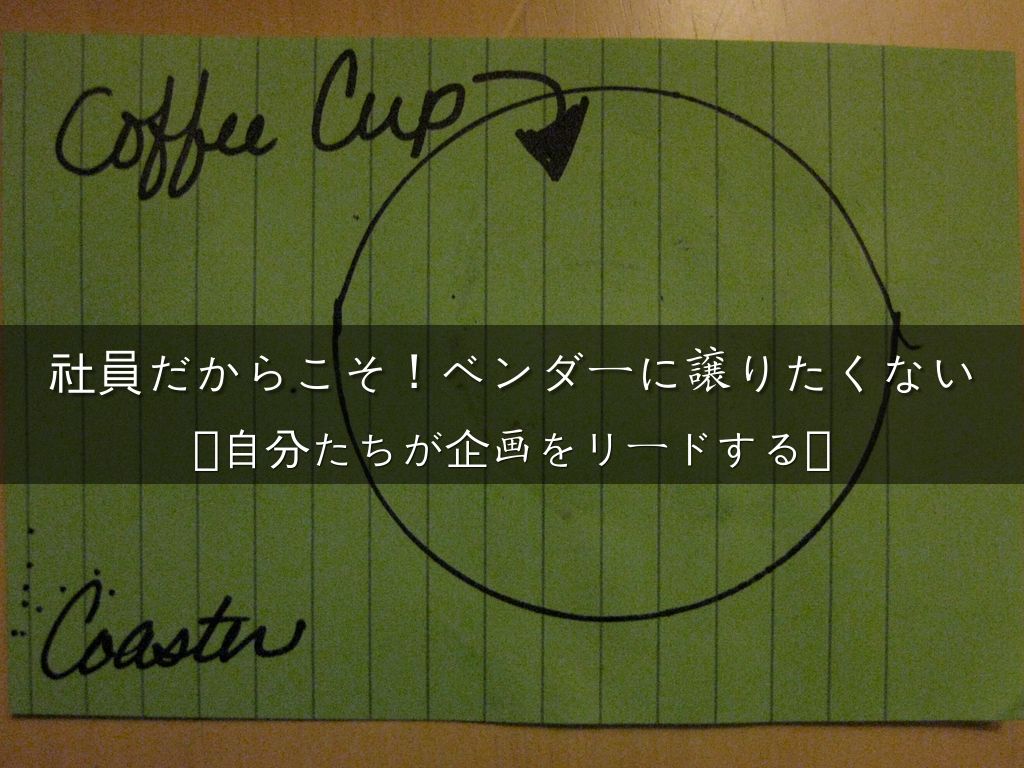 Coffee Cup
社員だからこそ！ベンダーに譲りたくない
自分たちが企画をリードする
Coaster